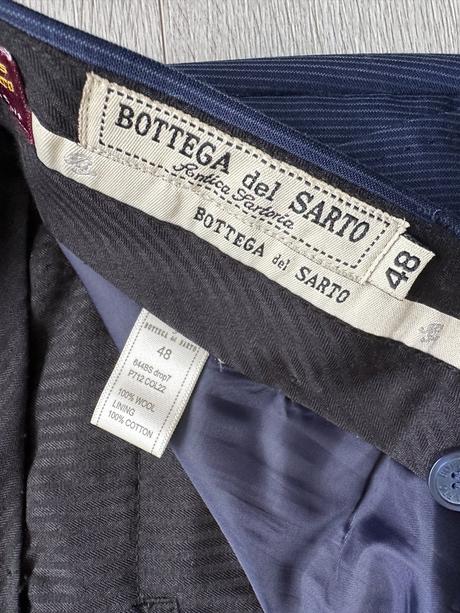 BOTTEGA del SARTO
Antica Sartoria
BOTTEGA del SARTO
48
BOTTEGA del SARTO
48
644BS drop7
P712 COL22
100% WOOL
LINING
100% COTTON